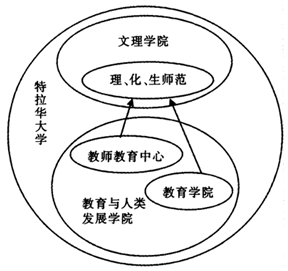 文理学院
理、化、生师范
特拉华大学
教师教育中心
教育学院
教育与人类
发展学院